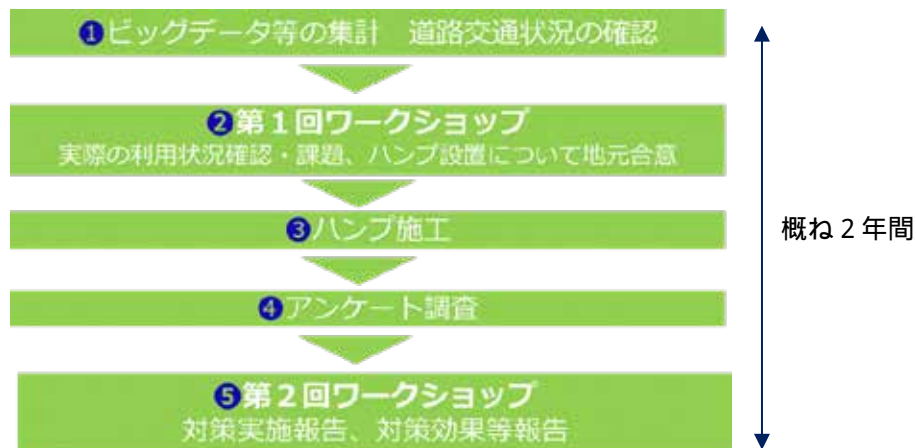 ❶ビッグデータ等の集計　道路交通状況の確認
❷第１回ワークショップ
実際の利用状況確認・課題、ハンプ設置について地元合意
❸ハンプ施工
❹アンケート調査
❺第２回ワークショップ
対策実施報告、対策効果等報告
概ね２年間